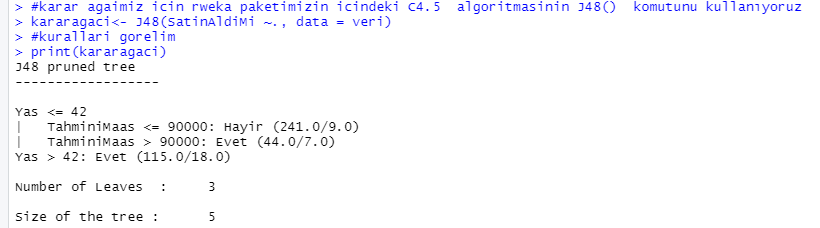 > #karar agaimiz icin rweka paketimizin icindeki C4.5  algoritmasinin J48()  komutunu kullanıyoruz
> kararagaci<- J48(SatinAldiMi ~., data = veri)
> #kurallari gorelim
> print(kararagaci)
J48 pruned tree
------------------
Yas <= 42
|   TahminiMaas <= 90000: Hayir (241.0/9.0)
|   TahminiMaas > 90000: Evet (44.0/7.0)
Yas > 42: Evet (115.0/18.0)
Number of Leaves  :     3
Size of the tree :      5